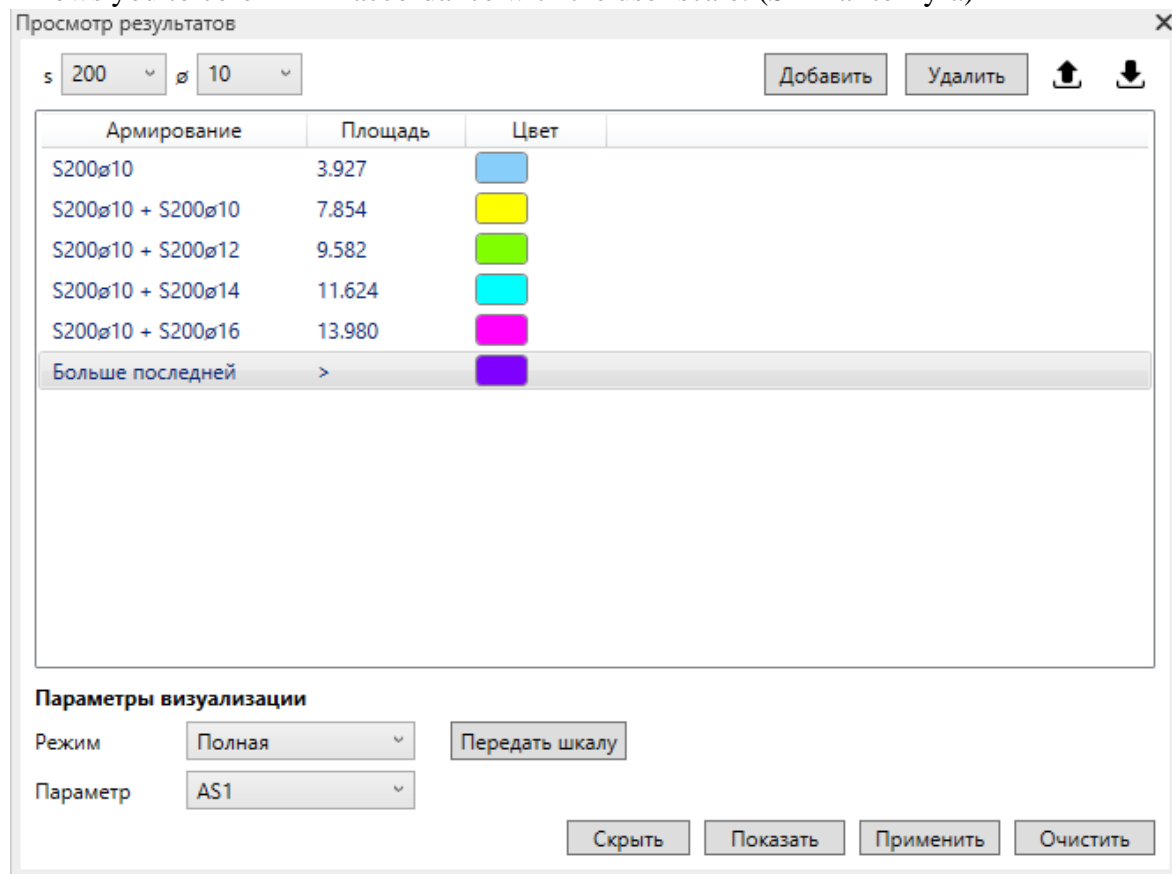 Просмотр результатов
s 200 ø 10 Добавить Удалить
Армирование Площадь Цвет
S200ø10 3.927
S200ø10 + S200ø10 7.854
S200ø10 + S200ø12 9.582
S200ø10 + S200ø14 11.624
S200ø10 + S200ø16 13.980
Больше последней >
Параметры визуализации
Режим Полная Передать шкалу
Параметр AS1
Скрыть Показать Применить Очистить